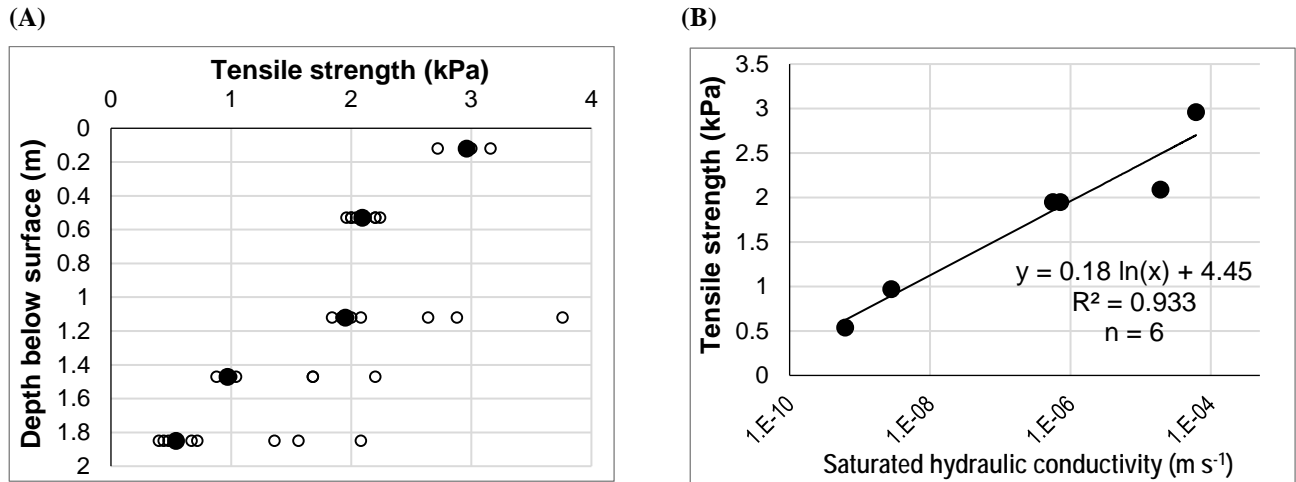 (A)
Tensile strength (kPa)
0 1 2 3 4
Depth below surface (m)
0
0.2
0.4
0.6
0.8
1
1.2
1.4
1.6
1.8
2
(B)
Tensile strength (kPa)
3.5
3
2.5
2
1.5
1
0.5
0
y = 0.18 ln(x) + 4.45
R² = 0.933
n = 6
1.E-10 1.E-08 1.E-06 1.E-04
Saturated hydraulic conductivity (m s⁻¹)